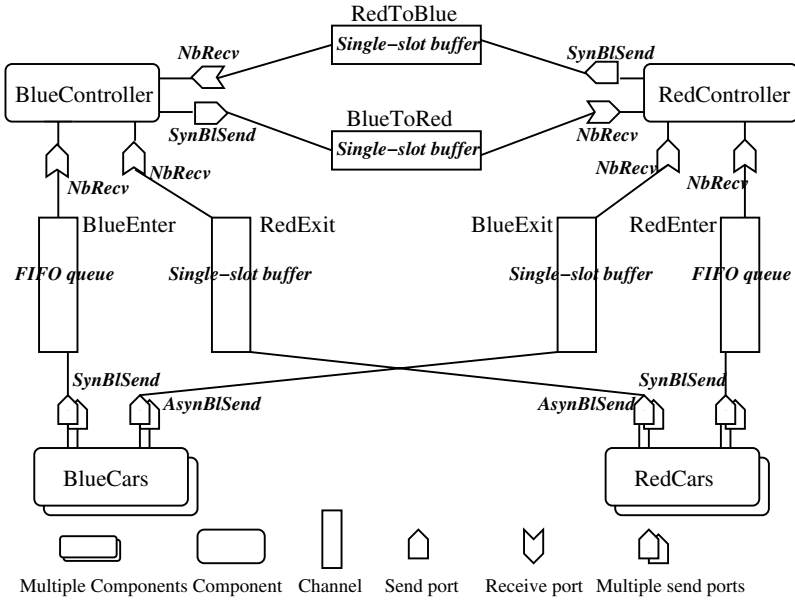 RedToBlue
NbRecv
Single-slot buffer
SynBlSend
BlueController
RedController
BlueToRed
SynBlSend
Single-slot buffer
NbRecv
NbRecv
NbRecv
NbRecv
NbRecv
BlueEnter
RedExit
BlueExit
RedEnter
FIFO queue
Single-slot buffer
Single-slot buffer
FIFO queue
SynBlSend
AsynBlSend
AsynBlSend
SynBlSend
BlueCars
RedCars
Multiple Components
Component
Channel
Send port
Receive port
Multiple send ports